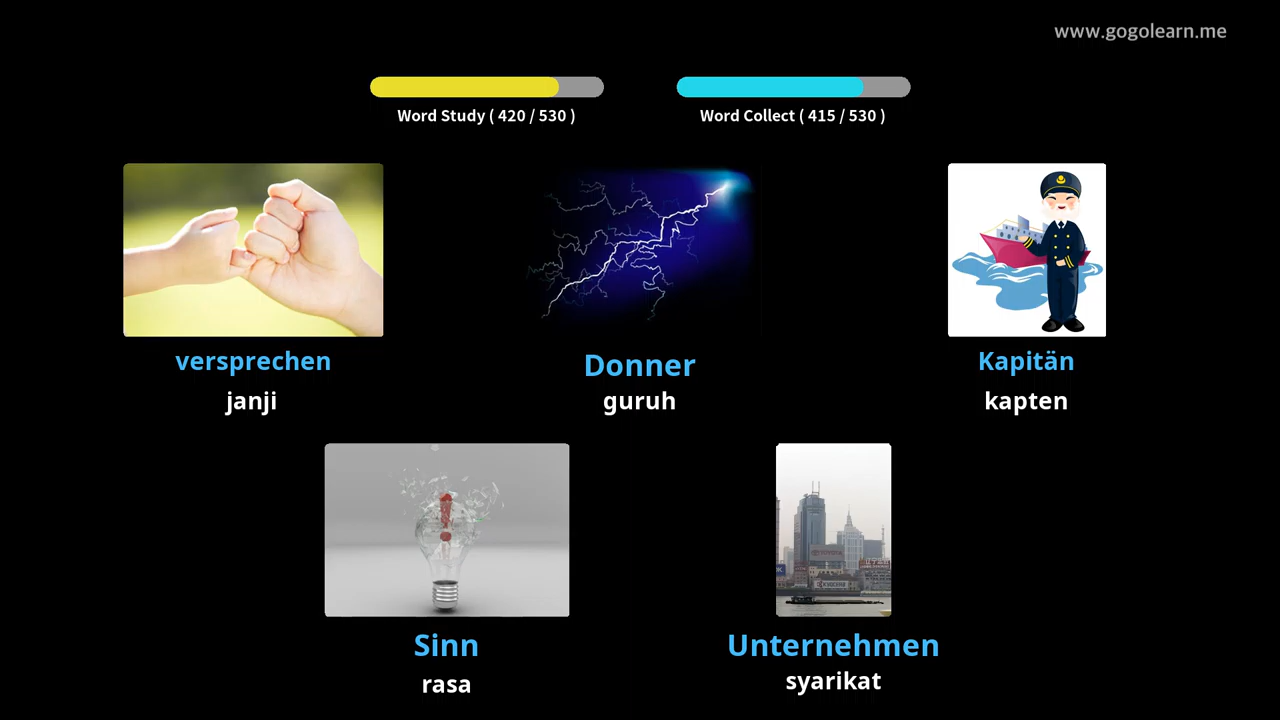 www.gogolearn.me
Word Study ( 420 / 530 )
Word Collect ( 415 / 530 )
versprechen
janji
Donner
guruh
Kapitän
kapten
Sinn
rasa
Unternehmen
syarikat